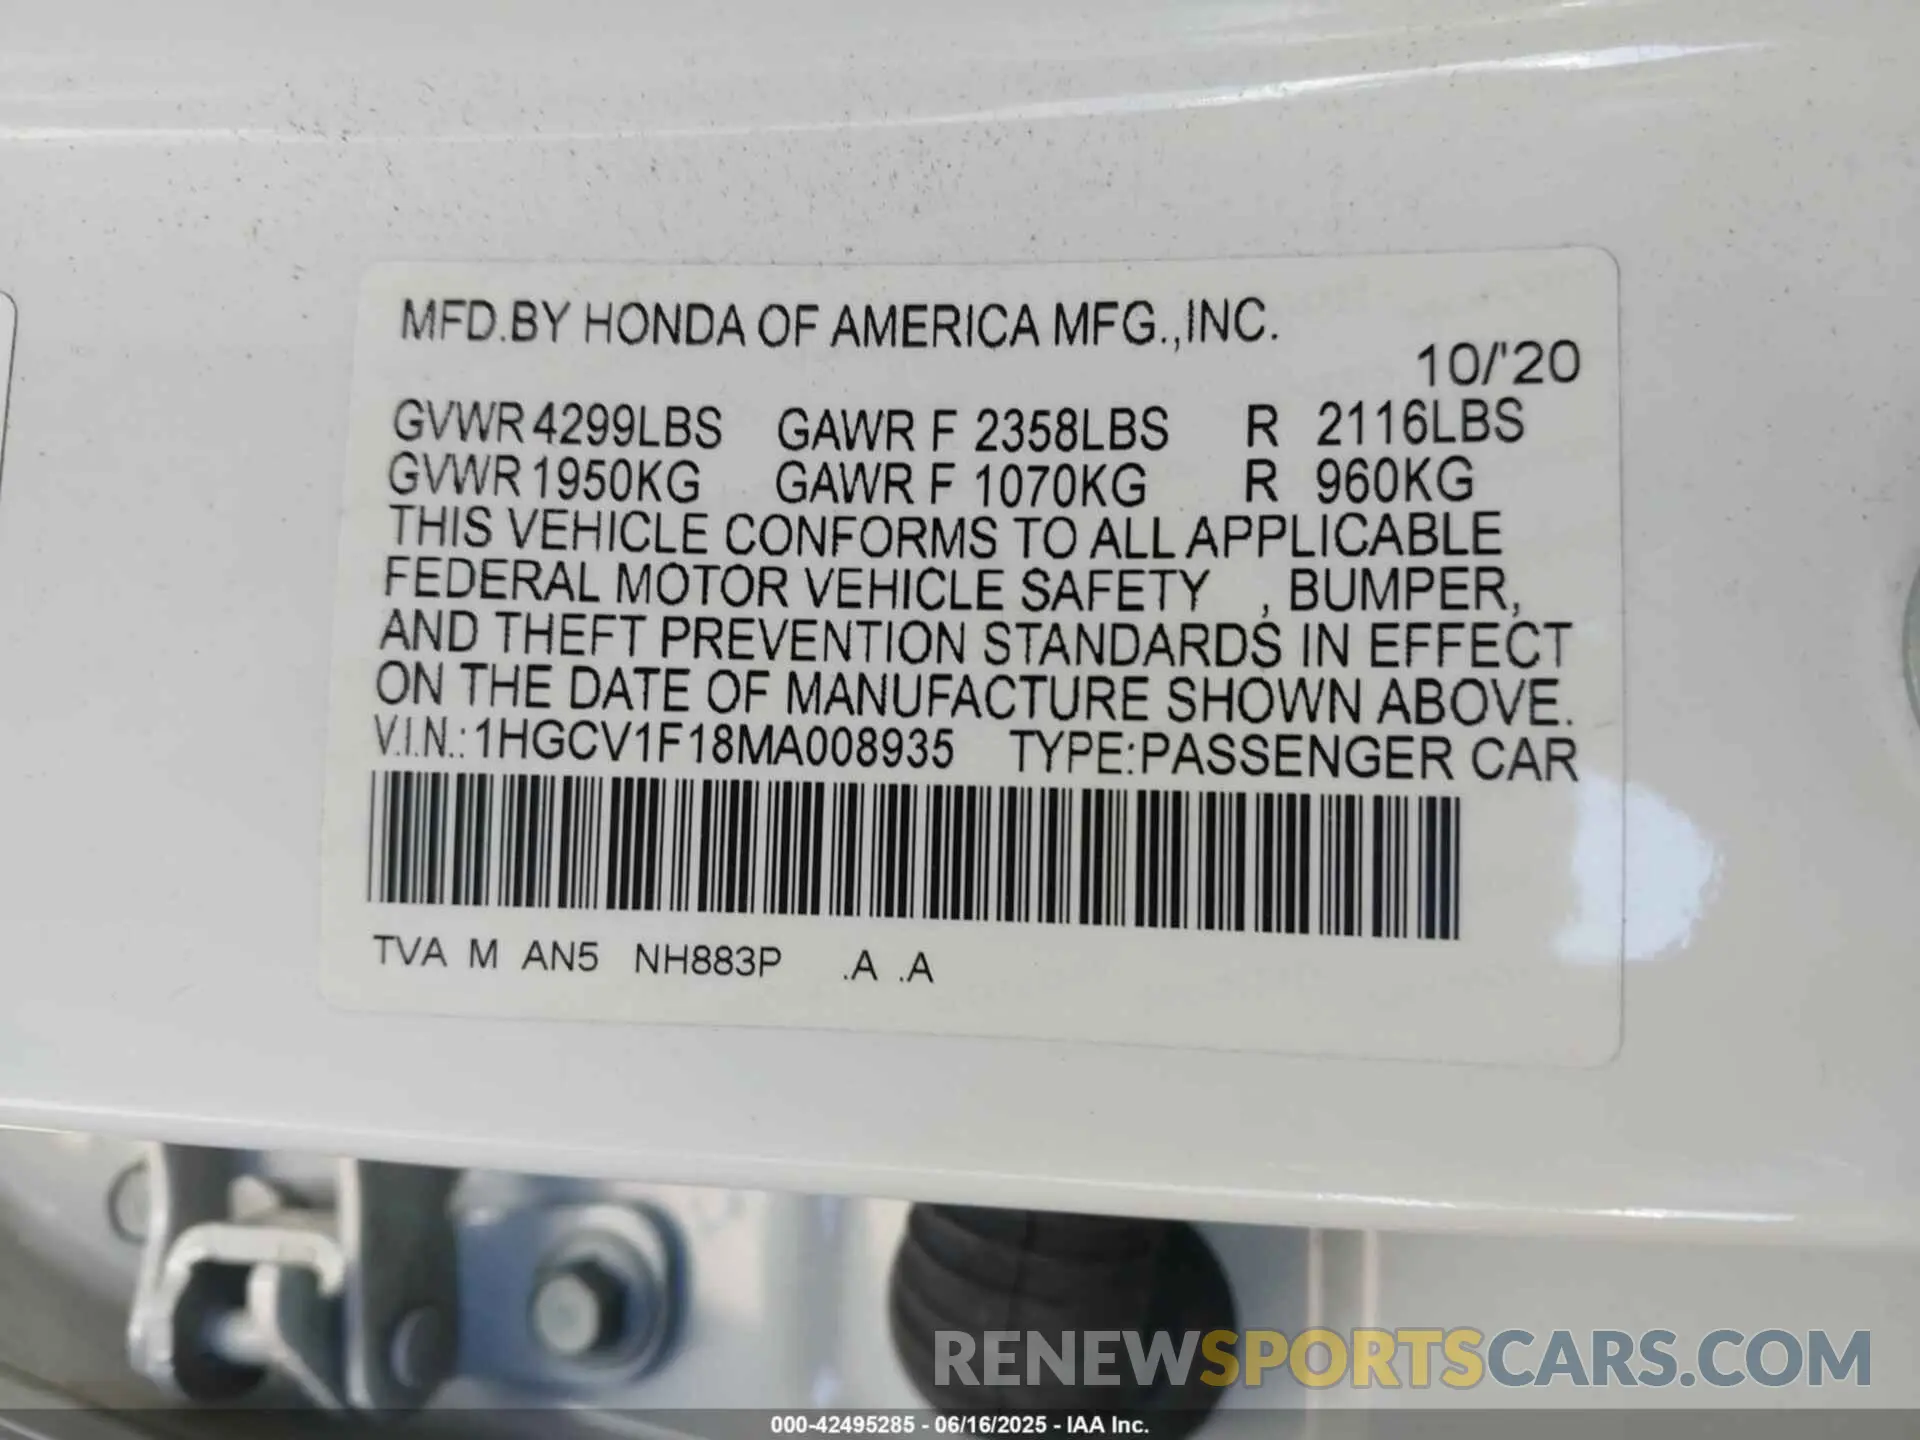 MFD.BY HONDA OF AMERICA MFG.,INC.
10/'20
GVWR 4299LBS GAWR F 2358LBS R 2116LBS
GVWR 1950KG GAWR F 1070KG R 960KG
THIS VEHICLE CONFORMS TO ALL APPLICABLE
FEDERAL MOTOR VEHICLE SAFETY , BUMPER,
AND THEFT PREVENTION STANDARDS IN EFFECT
ON THE DATE OF MANUFACTURE SHOWN ABOVE.
V.I.N.:1HGCV1F18MA008935 TYPE:PASSENGER CAR
TVA M AN5 NH883P .A .A
RENEWSPORTSCARS.COM
000-42495285 - 06/16/2025 - IAA Inc.